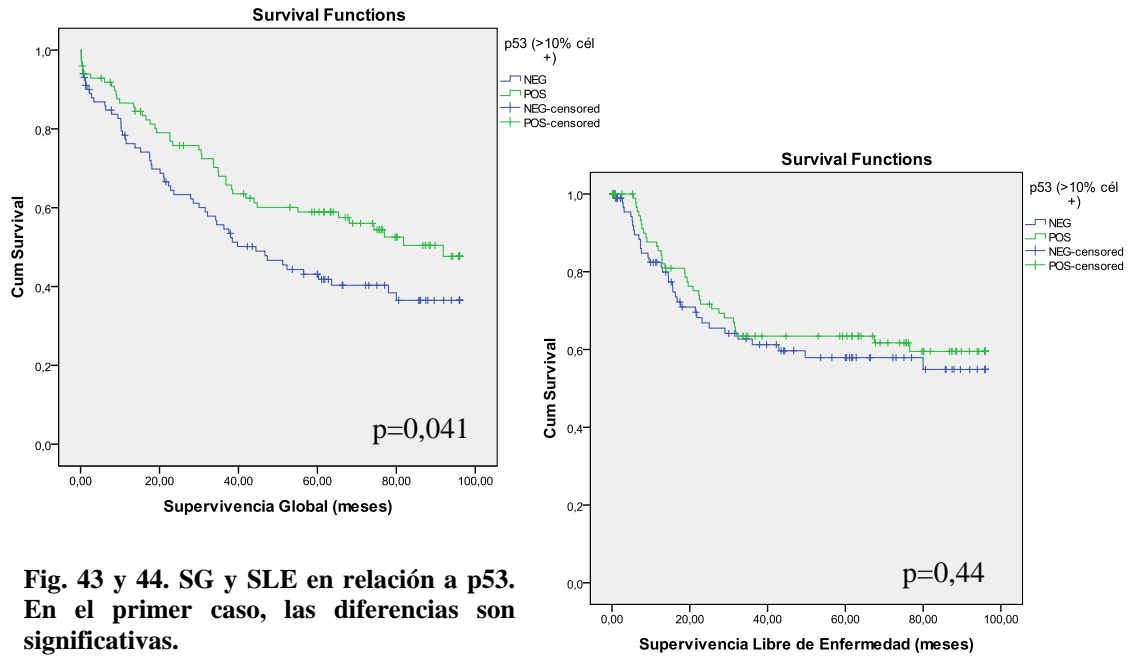 Survival Functions
p53 (>10% cél
+)
NEG
POS
NEG-censored
POS-censored
Cum Survival
1,0
0,8
0,6
0,4
0,2
0,0
p=0,041
0,00 20,00 40,00 60,00 80,00 100,00
Supervivencia Global (meses)
Survival Functions
p53 (>10% cél
+)
NEG
POS
NEG-censored
POS-censored
Cum Survival
1,0
0,8
0,6
0,4
0,2
0,0
p=0,44
0,00 20,00 40,00 60,00 80,00 100,00
Supervivencia Libre de Enfermedad (meses)
Fig. 43 y 44. SG y SLE en relación a p53.
En el primer caso, las diferencias son
significativas.